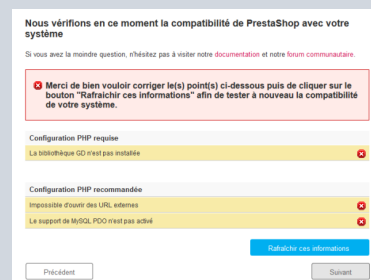 Nous vérifions en ce moment la compatibilité de PrestaShop avec votre
système
Si vous avez la moindre question, n'hésitez pas à visiter notre documentation et notre forum communautaire.
Merci de bien vouloir corriger le(s) point(s) ci-dessous puis de cliquer sur le
bouton "Rafraichir ces informations" afin de tester à nouveau la compatibilité
de votre système.
Configuration PHP requise
La bibliothèque GD n'est pas installée
Configuration PHP recommandée
Impossible d'ouvrir des URL externes
Le support de MySQL PDO n'est pas activé
Rafraîchir ces informations
Précédent
Suivant